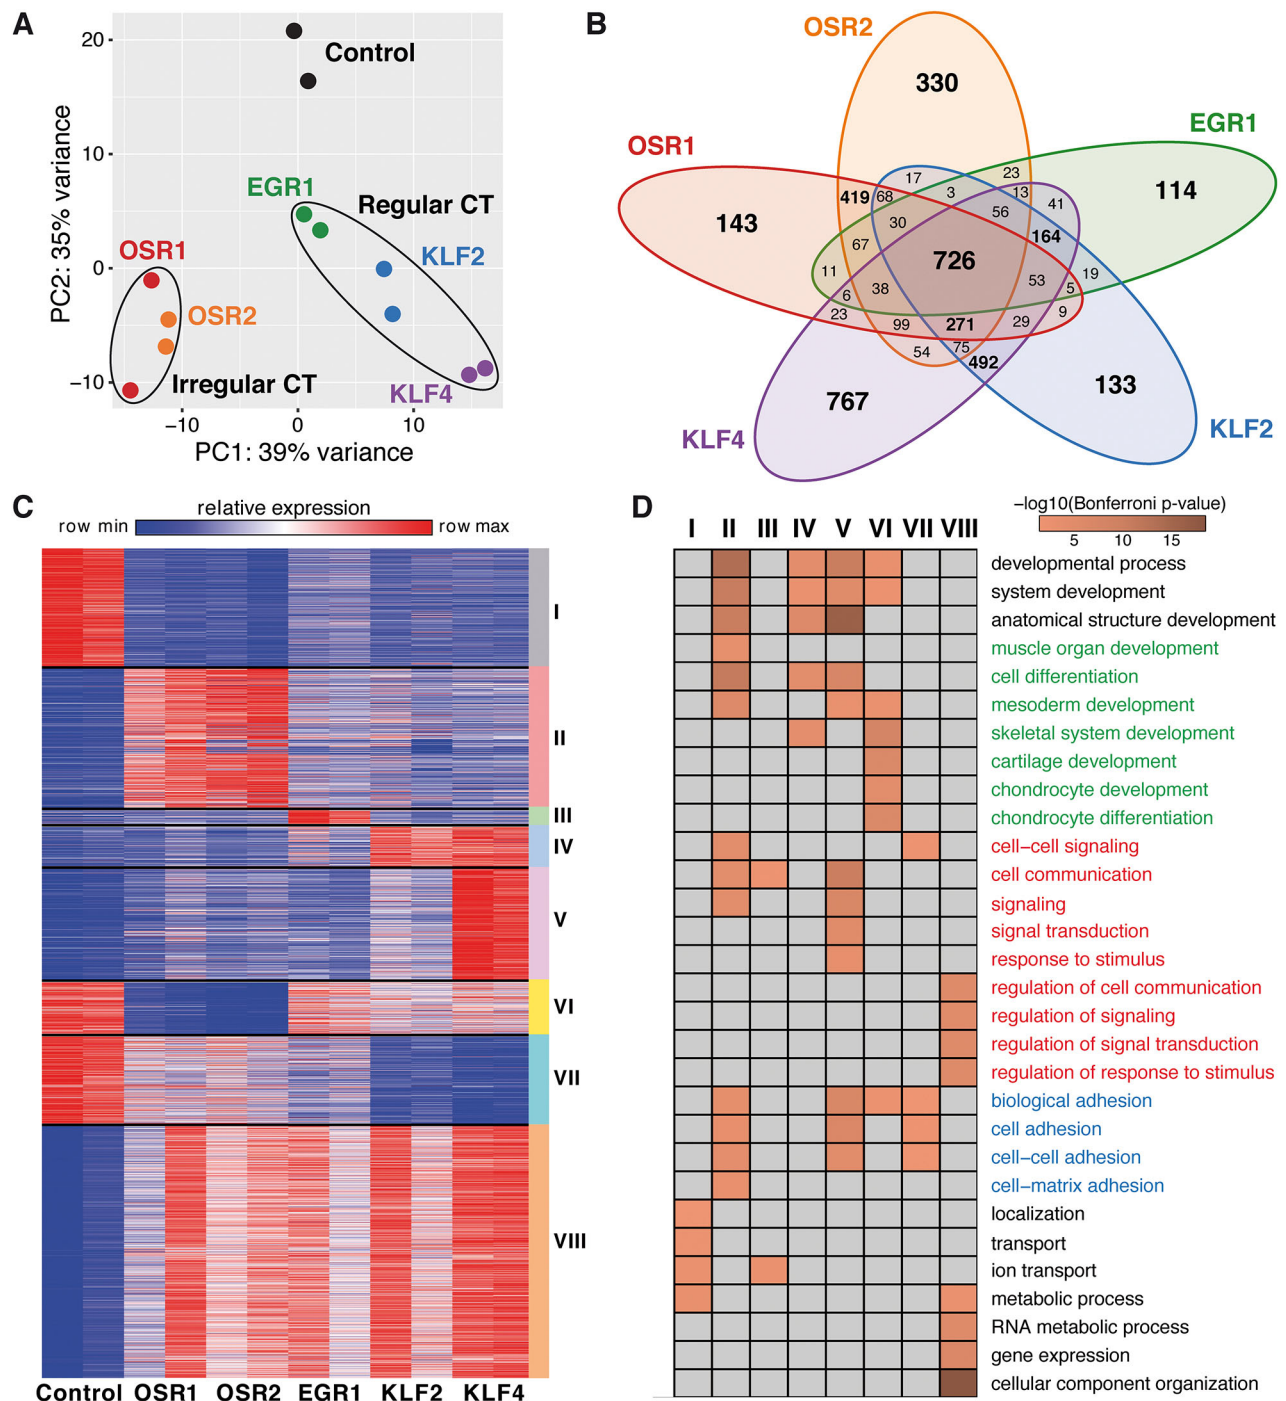 A
20
10
0
−10
PC2: 35% variance
Control
EGR1
Regular CT
KLF2
OSR1
OSR2
Irregular CT
KLF4
−10
0
10
PC1: 39% variance
B
OSR2
330
EGR1
OSR1
114
143
17
23
3
13
41
419
68
56
30
164
67
726
11
19
53
38
5
6
23
9
99
271
29
54
75
492
767
133
KLF4
KLF2
C
relative expression
row min
row max
I
II
III
IV
V
VI
VII
VIII
Control OSR1 OSR2 EGR1 KLF2 KLF4
D
−log10(Bonferroni p-value)
5 10 15
I II III IV V VI VII VIII
developmental process
system development
anatomical structure development
muscle organ development
cell differentiation
mesoderm development
skeletal system development
cartilage development
chondrocyte development
chondrocyte differentiation
cell−cell signaling
cell communication
signaling
signal transduction
response to stimulus
regulation of cell communication
regulation of signaling
regulation of signal transduction
regulation of response to stimulus
biological adhesion
cell adhesion
cell−cell adhesion
cell−matrix adhesion
localization
transport
ion transport
metabolic process
RNA metabolic process
gene expression
cellular component organization